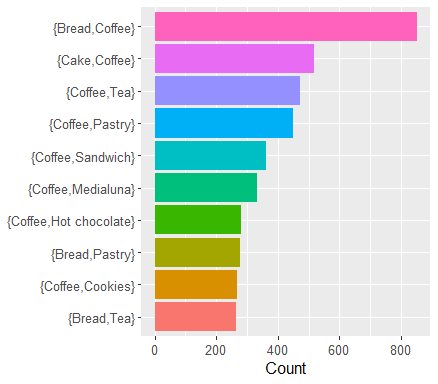 {Bread,Coffee}
{Cake,Coffee}
{Coffee,Tea}
{Coffee,Pastry}
{Coffee,Sandwich}
{Coffee,Medialuna}
{Coffee,Hot chocolate}
{Bread,Pastry}
{Coffee,Cookies}
{Bread,Tea}
0 200 400 600 800
Count